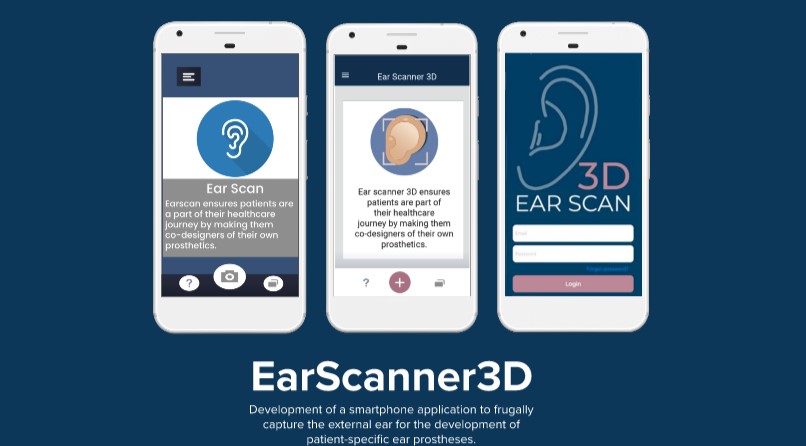 Ear Scan
Earscan ensures patients are
a part of their healthcare
journey by making them
co-designers of their own
prosthetics.
?
Ear Scanner 3D
Ear scanner 3D ensures
patients are part of
their healthcare
journey by making them
co-designers of their own
prosthetics.
?
+
3D
EAR SCAN
Email
Password
Forgot password?
Login
EarScanner3D
Development of a smartphone application to frugally
capture the external ear for the development of
patient-specific ear prostheses.